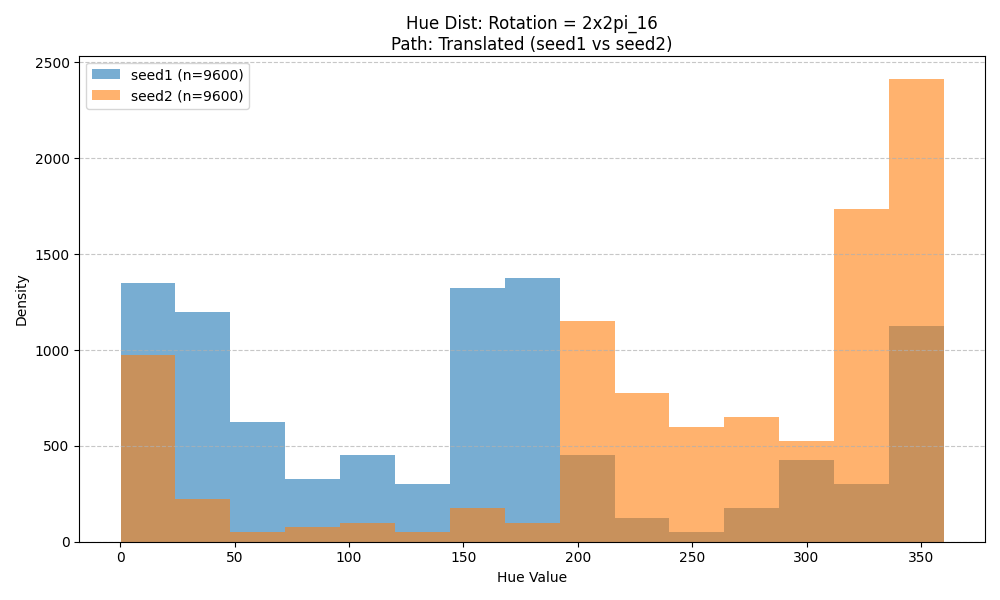 Hue Dist: Rotation = 2x2pi_16
Path: Translated (seed1 vs seed2)
seed1 (n=9600)
seed2 (n=9600)
Density
2500
2000
1500
1000
500
0
0 50 100 150 200 250 300 350
Hue Value